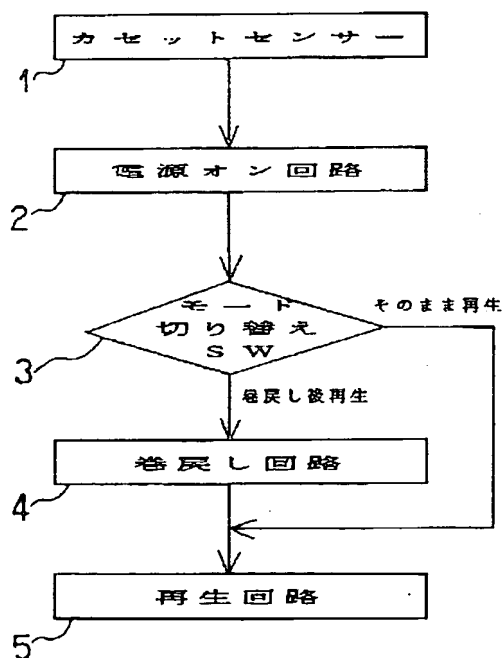 カセットセンサー
1
電源オン回路
2
モード
切り替え
SW
そのまま再生
3
巻戻し後再生
巻戻し回路
4
再生回路
5